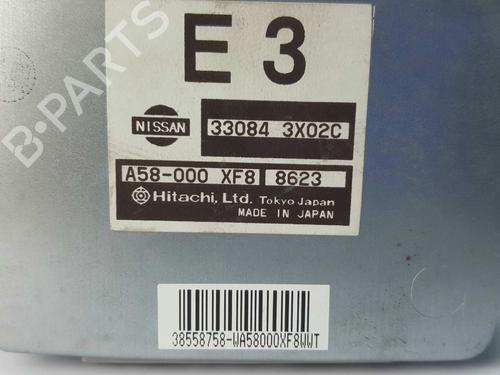 E 3
NISSAN 33084 3X02C
A58-000 XF8 8623
Hitachi, Ltd. Tokyo Japan
MADE IN JAPAN
B-PARTS
38558758-WA58000XF8WWT